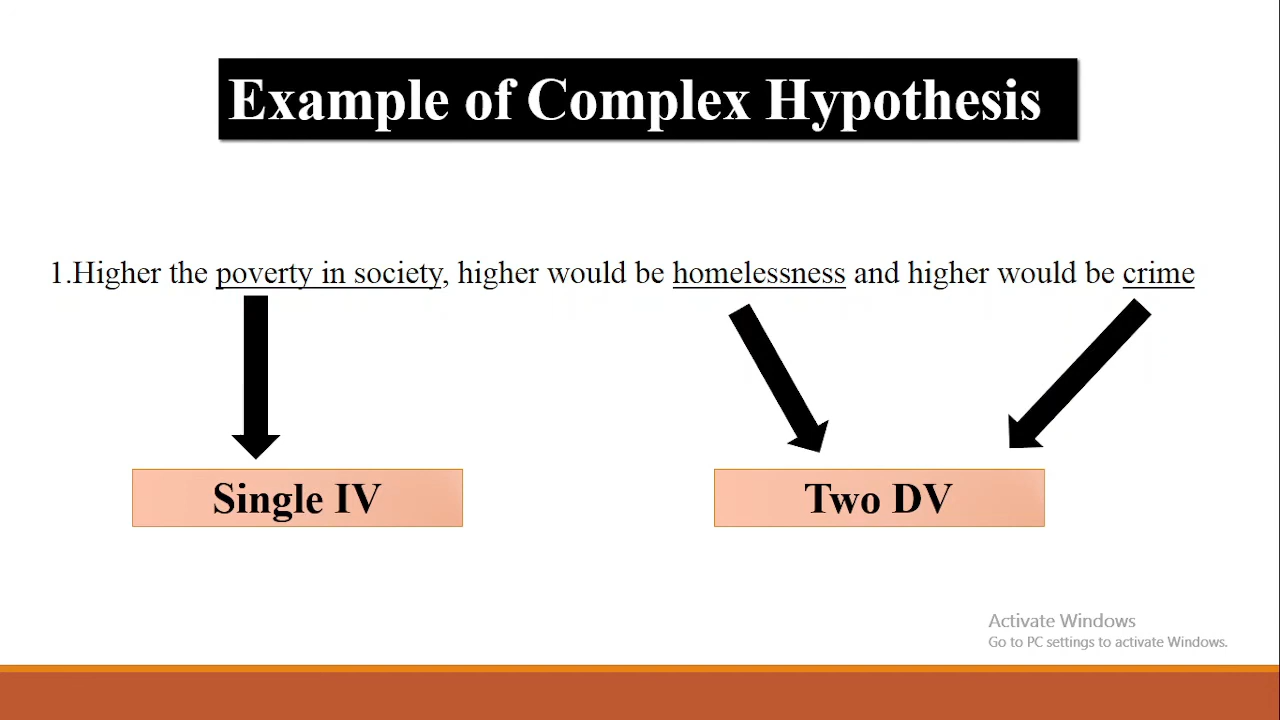 Example of Complex Hypothesis
1.Higher the poverty in society, higher would be homelessness and higher would be crime
Single IV
Two DV
Activate Windows
Go to PC settings to activate Windows.